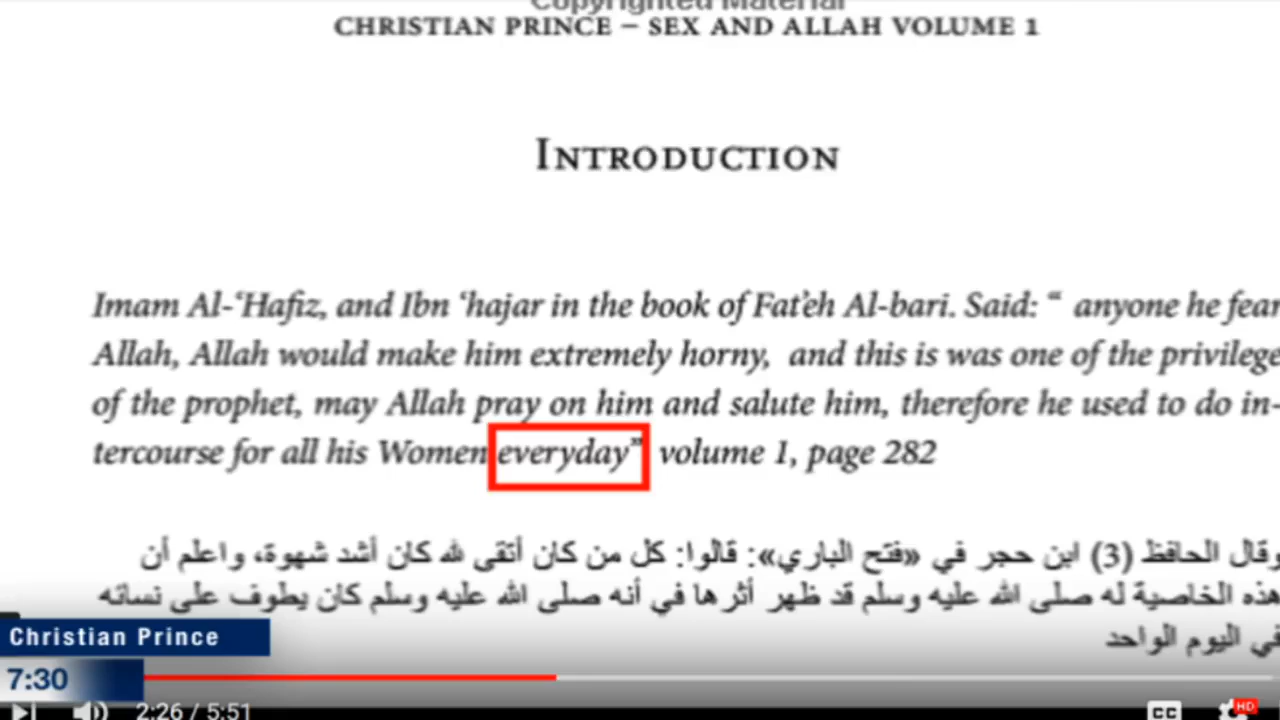 Copyrighted Material
CHRISTIAN PRINCE – SEX AND ALLAH VOLUME 1
INTRODUCTION
Imam Al-‘Hafiz, and Ibn ‘hajar in the book of Fat’eh Al-bari. Said: “ anyone he fear
Allah, Allah would make him extremely horny, and this is was one of the privilege
of the prophet, may Allah pray on him and salute him, therefore he used to do in-
tercourse for all his Women everyday” volume 1, page 282
وقال الحافظ (3) ابن حجر في «فتح الباري»: قالوا: كل من كان أتقى لله كان أشد شهوة، واعلم أن
هذه الخاصية له صلى الله عليه وسلم قد ظهر أثرها في أنه صلى الله عليه وسلم كان يطوف على نسائه
في اليوم الواحد
Christian Prince
7:30
2:26 / 5:51
CC
HD